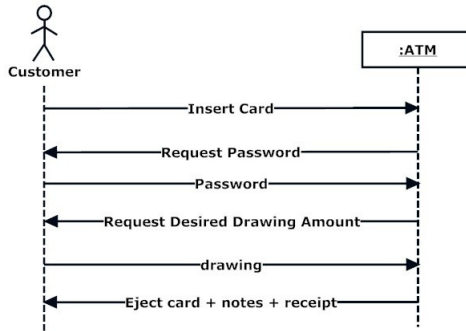 :ATM
Customer
Insert Card
Request Password
Password
Request Desired Drawing Amount
drawing
Eject card + notes + receipt